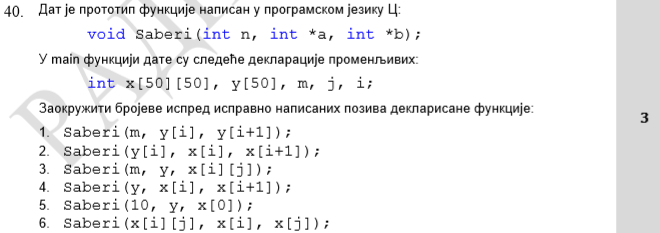 40. Дат је прототип функције написан у програмском језику Ц:
void Saberi(int n, int *a, int *b);
У main функцији дате су следеће декларације променљивих:
int x[50][50], y[50], m, j, i;
Заокружити бројеве испред исправно написаних позива декларисане функције:
1. Saberi(m, y[i], y[i+1]);
2. Saberi(y[i], x[i], x[i+1]);
3. Saberi(m, y, x[i][j]);
4. Saberi(y, x[i], x[i+1]);
5. Saberi(10, y, x[0]);
6. Saberi(x[i][j], x[i], x[j]);
3
РАДИТИ